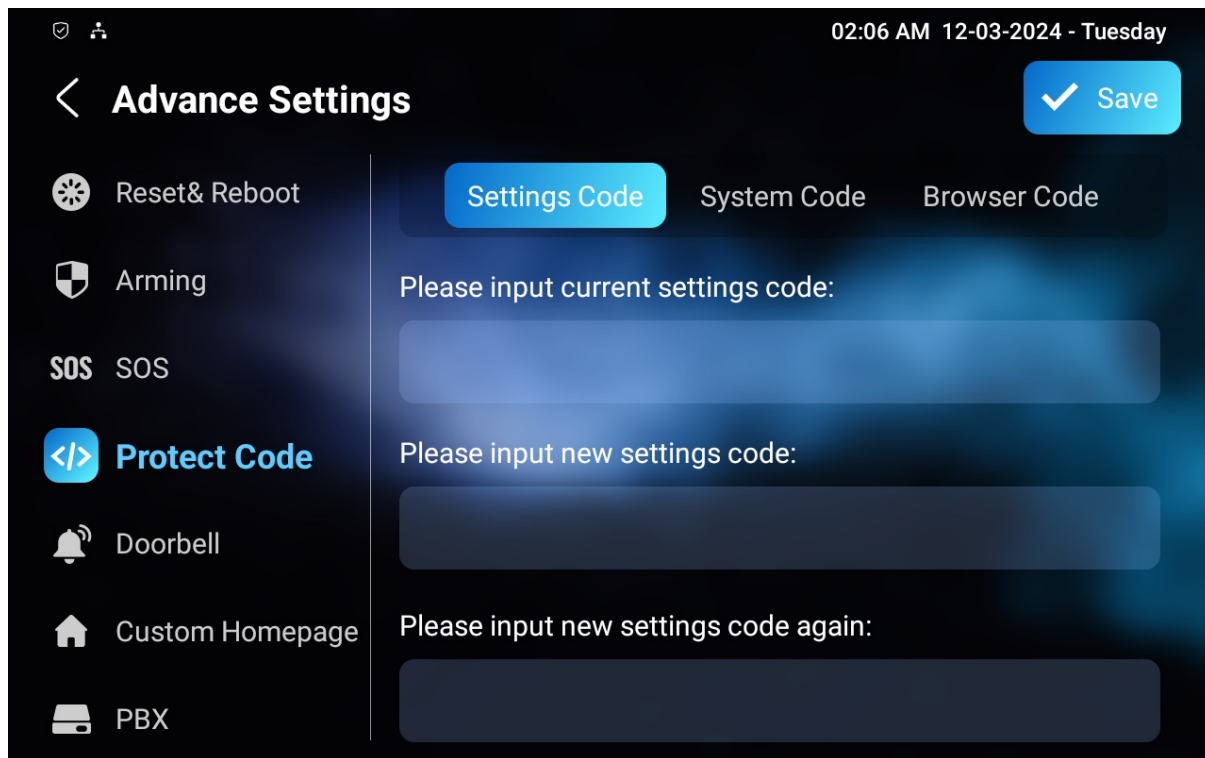 02:06 AM 12-03-2024 - Tuesday
Advance Settings
Save
Reset& Reboot
Arming
SOS SOS
Protect Code
Doorbell
Custom Homepage
PBX
Settings Code System Code Browser Code
Please input current settings code:
Please input new settings code:
Please input new settings code again: